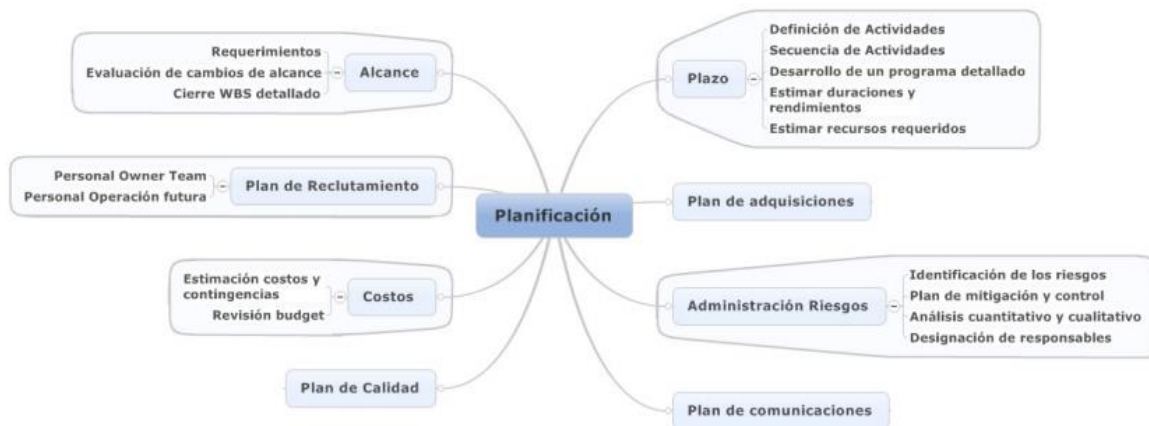 Requerimientos
Evaluación de cambios de alcance
Cierre WBS detallado
Alcance
Personal Owner Team
Personal Operación futura
Plan de Reclutamiento
Estimación costos y
contingencias
Revisión budget
Costos
Plan de Calidad
Planificación
Plazo
Definición de Actividades
Secuencia de Actividades
Desarrollo de un programa detallado
Estimar duraciones y
rendimientos
Estimar recursos requeridos
Plan de adquisiciones
Administración Riesgos
Identificación de los riesgos
Plan de mitigación y control
Análisis cuantitativo y cualitativo
Designación de responsables
Plan de comunicaciones